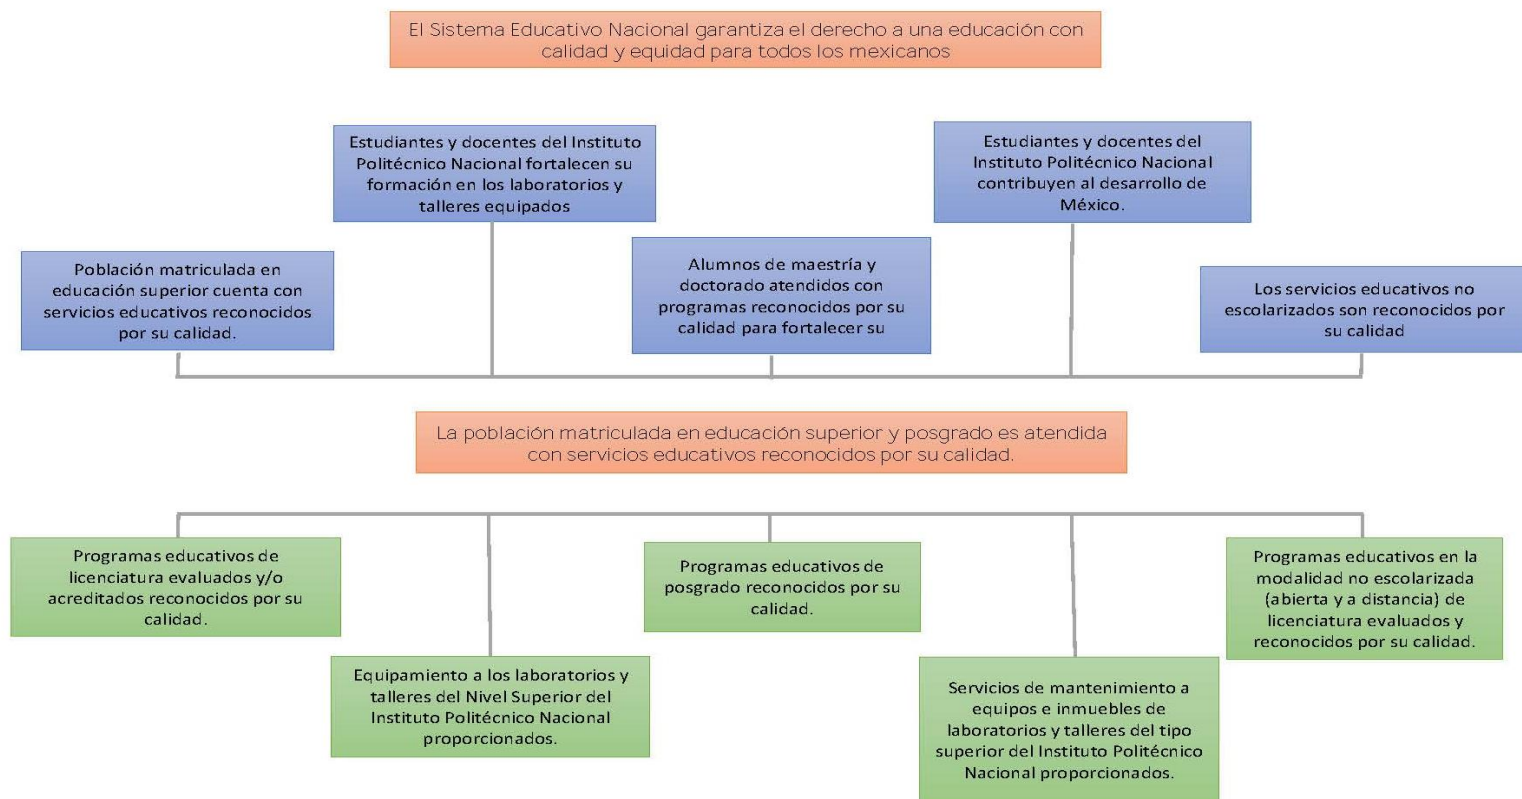 El Sistema Educativo Nacional garantiza el derecho a una educación con
calidad y equidad para todos los mexicanos
Estudiantes y docentes del Instituto
Politécnico Nacional fortalecen su
formación en los laboratorios y
talleres equipados
Estudiantes y docentes del
Instituto Politécnico Nacional
contribuyen al desarrollo de
México.
Población matriculada en
educación superior cuenta con
servicios educativos reconocidos
por su calidad.
Alumnos de maestría y
doctorado atendidos con
programas reconocidos por su
calidad para fortalecer su
Los servicios educativos no
escolarizados son reconocidos por
su calidad
La población matriculada en educación superior y posgrado es atendida
con servicios educativos reconocidos por su calidad.
Programas educativos de
licenciatura evaluados y/o
acreditados reconocidos por su
calidad.
Programas educativos de
posgrado reconocidos por su
calidad.
Programas educativos en la
modalidad no escolarizada
(abierta y a distancia) de
licenciatura evaluados y
reconocidos por su calidad.
Equipamiento a los laboratorios y
talleres del Nivel Superior del
Instituto Politécnico Nacional
proporcionados.
Servicios de mantenimiento a
equipos e inmuebles de
laboratorios y talleres del tipo
superior del Instituto Politécnico
Nacional proporcionados.